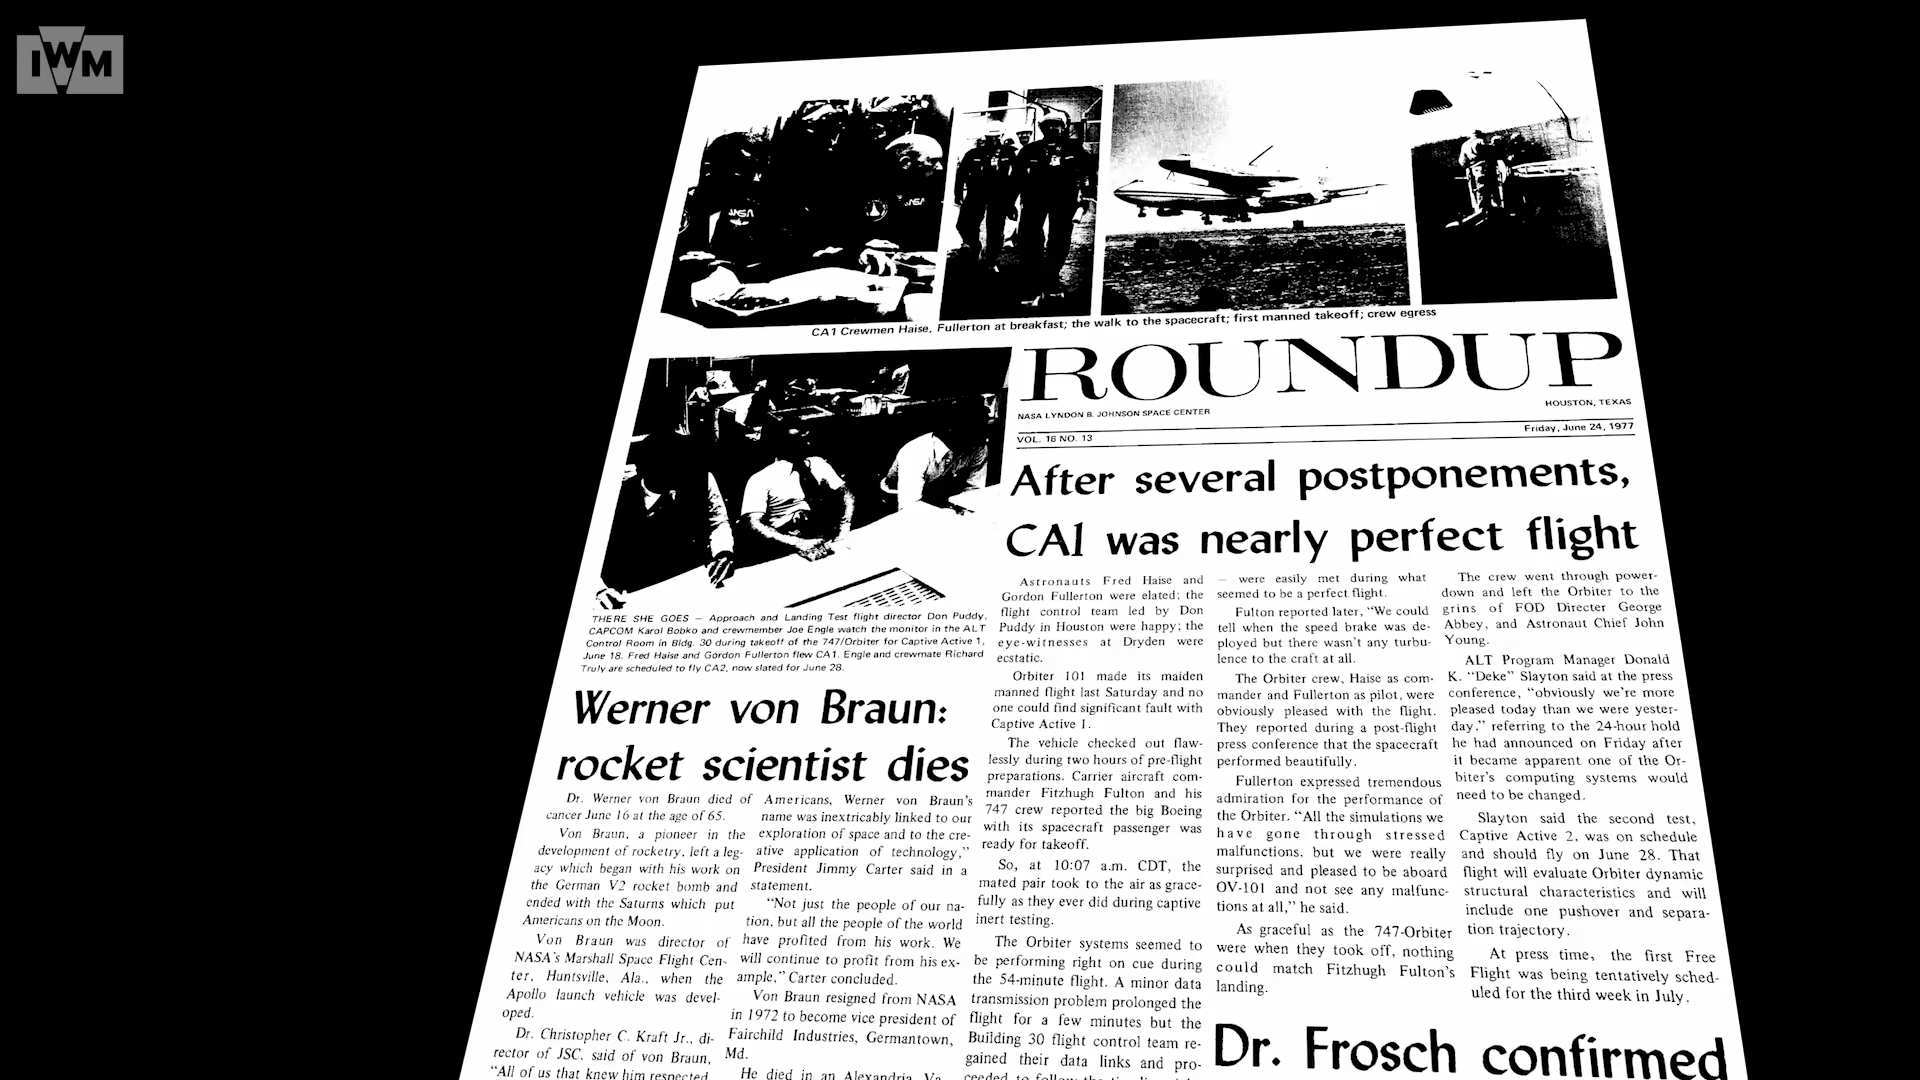 IWM
NASA
NASA
CA1 Crewmen Haise, Fullerton at breakfast; the walk to the spacecraft; first manned takeoff; crew egress
ROUNDUP
NASA LYNDON B. JOHNSON SPACE CENTER
HOUSTON, TEXAS
VOL. 16 NO. 13
Friday, June 24, 1977
THERE SHE GOES — Approach and Landing Test flight director Don Puddy,
CAPCOM Karol Bobko and crewmember Joe Engle watch the monitor in the ALT
Control Room in Bldg. 30 during takeoff of the 747/Orbiter for Captive Active 1,
June 18. Fred Haise and Gordon Fullerton flew CA1. Engle and crewmate Richard
Truly are scheduled to fly CA2, now slated for June 28.
Werner von Braun:
rocket scientist dies
Dr. Werner von Braun died of
cancer June 16 at the age of 65.
Von Braun, a pioneer in the
development of rocketry, left a leg-
acy which began with his work on
the German V2 rocket bomb and
ended with the Saturns which put
Americans on the Moon.
Von Braun was director of
NASA's Marshall Space Flight Cen-
ter, Huntsville, Ala., when the
Apollo launch vehicle was devel-
oped.
Dr. Christopher C. Kraft Jr., di-
rector of JSC, said of von Braun,
"All of us that knew him respected
Americans, Werner von Braun's
name was inextricably linked to our
exploration of space and to the cre-
ative application of technology,"
President Jimmy Carter said in a
statement.
"Not just the people of our na-
tion, but all the people of the world
have profited from his work. We
will continue to profit from his ex-
ample," Carter concluded.
Von Braun resigned from NASA
in 1972 to become vice president of
Fairchild Industries, Germantown,
Md.
He died in an Alexandria, Va.
After several postponements,
CA1 was nearly perfect flight
Astronauts Fred Haise and
Gordon Fullerton were elated; the
flight control team led by Don
Puddy in Houston were happy; the
eye-witnesses at Dryden were
ecstatic.
Orbiter 101 made its maiden
manned flight last Saturday and no
one could find significant fault with
Captive Active 1.
The vehicle checked out flaw-
lessly during two hours of pre-flight
preparations. Carrier aircraft com-
mander Fitzhugh Fulton and his
747 crew reported the big Boeing
with its spacecraft passenger was
ready for takeoff.
So, at 10:07 a.m. CDT, the
mated pair took to the air as grace-
fully as they ever did during captive
inert testing.
The Orbiter systems seemed to
be performing right on cue during
the 54-minute flight. A minor data
transmission problem prolonged the
flight for a few minutes but the
Building 30 flight control team re-
gained their data links and pro-
ceeded to follow
— were easily met during what
seemed to be a perfect flight.
Fulton reported later, "We could
tell when the speed brake was de-
ployed but there wasn't any turbu-
lence to the craft at all.
The Orbiter crew, Haise as com-
mander and Fullerton as pilot, were
obviously pleased with the flight.
They reported during a post-flight
press conference that the spacecraft
performed beautifully.
Fullerton expressed tremendous
admiration for the performance of
the Orbiter. "All the simulations we
have gone through stressed
malfunctions, but we were really
surprised and pleased to be aboard
OV-101 and not see any malfunc-
tions at all," he said.
As graceful as the 747-Orbiter
were when they took off, nothing
could match Fitzhugh Fulton's
landing.
The crew went through power-
down and left the Orbiter to the
grins of FOD Directer George
Abbey, and Astronaut Chief John
Young.
ALT Program Manager Donald
K. "Deke" Slayton said at the press
conference, "obviously we're more
pleased today than we were yester-
day," referring to the 24-hour hold
he had announced on Friday after
it became apparent one of the Or-
biter's computing systems would
need to be changed.
Slayton said the second test,
Captive Active 2, was on schedule
and should fly on June 28. That
flight will evaluate Orbiter dynamic
structural characteristics and will
include one pushover and separa-
tion trajectory.
At press time, the first Free
Flight was being tentatively sched-
uled for the third week in July.
Dr. Frosch confirmed